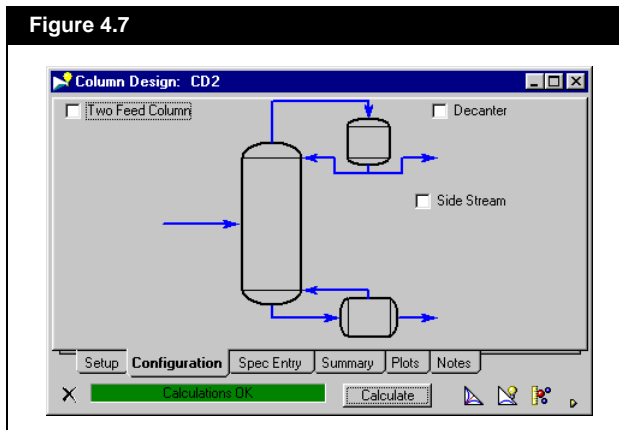 Figure 4.7
Column Design: CD2
Two Feed Column
Decanter
Side Stream
Setup Configuration Spec Entry Summary Plots Notes
Calculations OK Calculate